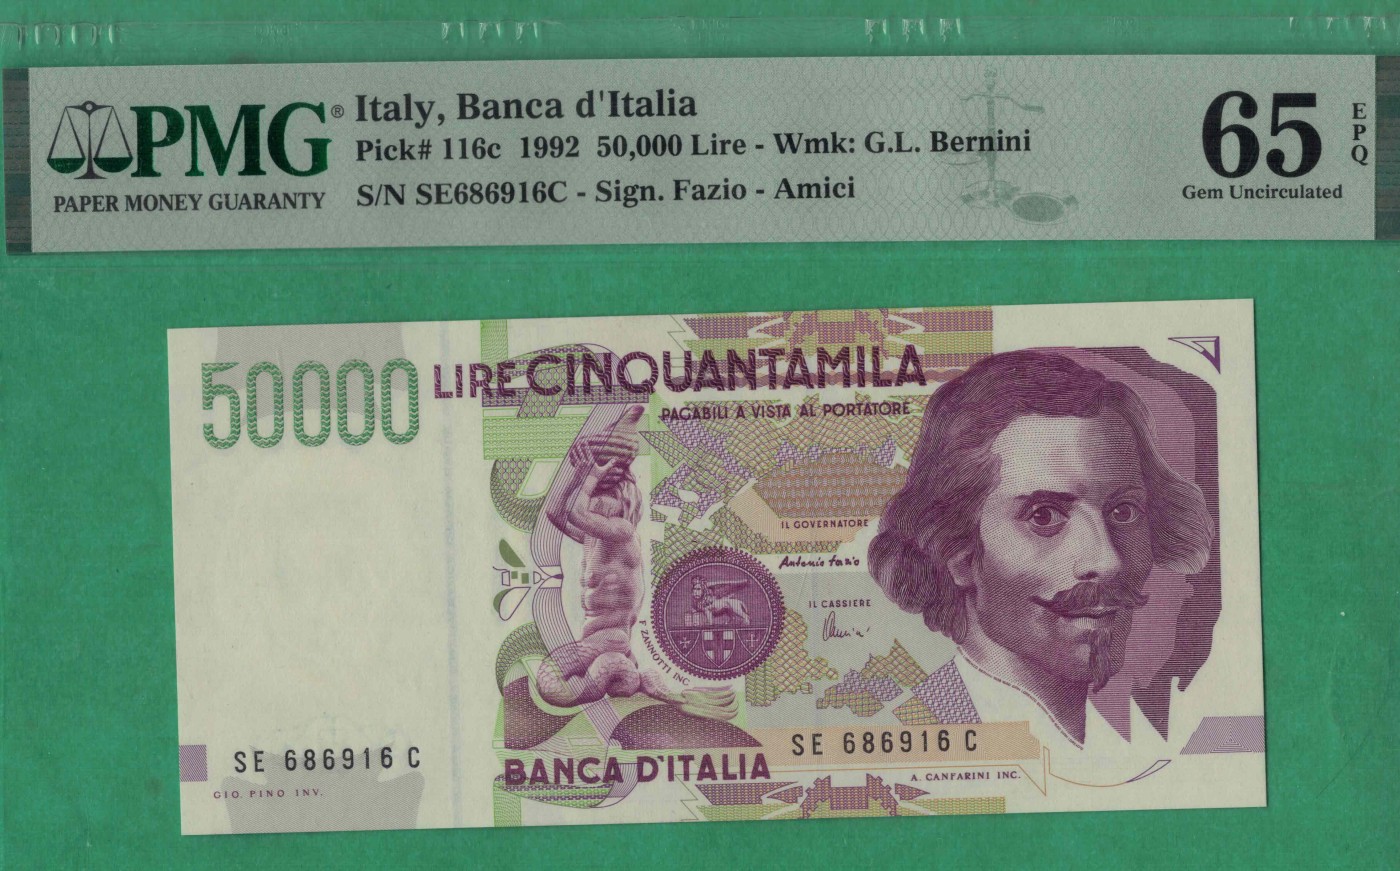 PMG®
PAPER MONEY GUARANTY
Italy, Banca d'Italia
Pick# 116c 1992 50,000 Lire - Wmk: G.L. Bernini
S/N SE686916C - Sign. Fazio - Amici
65
EPQ
Gem Uncirculated
50000
LIRE CINQUANTAMILA
PAGABILI A VISTA AL PORTATORE
IL GOVERNATORE
Antonio Fazio
IL CASSIERE
F. ZANNOTTI INC.
SE 686916 C
SE 686916 C
BANCA D'ITALIA
GIO. PINO INV.
A. CANFARINI INC.